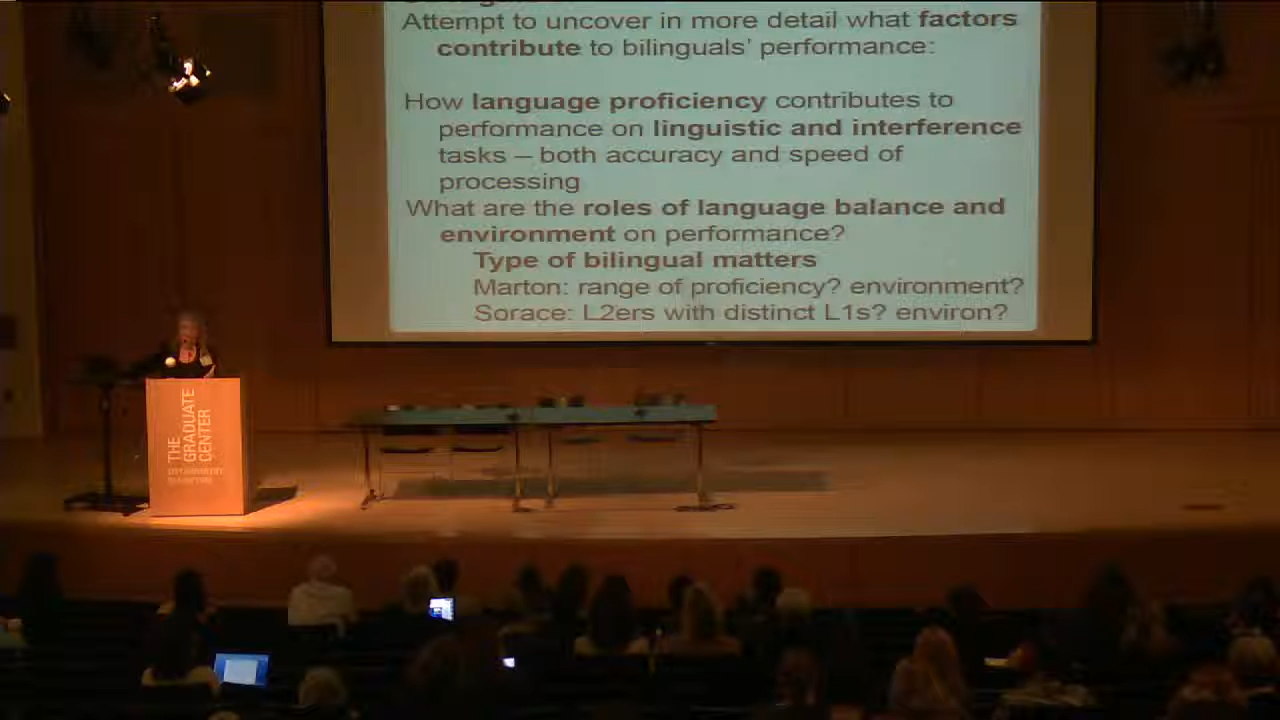 Attempt to uncover in more detail what factors
contribute to bilinguals' performance:
How language proficiency contributes to
performance on linguistic and interference
tasks – both accuracy and speed of
processing
What are the roles of language balance and
environment on performance?
Type of bilingual matters
Marton: range of proficiency? environment?
Sorace: L2ers with distinct L1s? environ?
THE
GRADUATE
CENTER